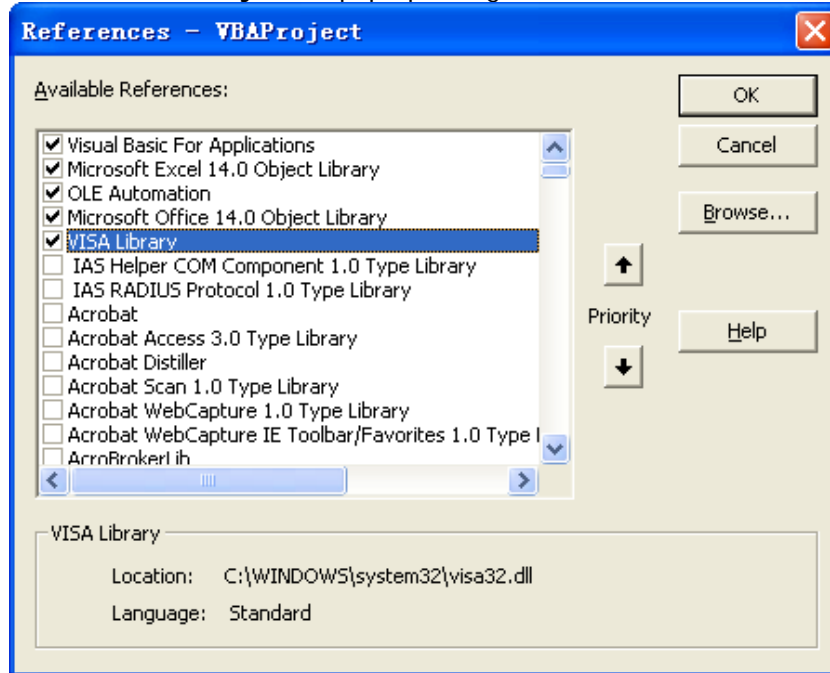 References - VBAProject
Available References:
Visual Basic For Applications
Microsoft Excel 14.0 Object Library
OLE Automation
Microsoft Office 14.0 Object Library
VISA Library
IAS Helper COM Component 1.0 Type Library
IAS RADIUS Protocol 1.0 Type Library
Acrobat
Acrobat Access 3.0 Type Library
Acrobat Distiller
Acrobat Scan 1.0 Type Library
Acrobat WebCapture 1.0 Type Library
Acrobat WebCapture IE Toolbar/Favorites 1.0 Type
AcroBrokerLib
OK
Cancel
Browse...
Priority
Help
VISA Library
Location: C:\WINDOWS\system32\visa32.dll
Language: Standard